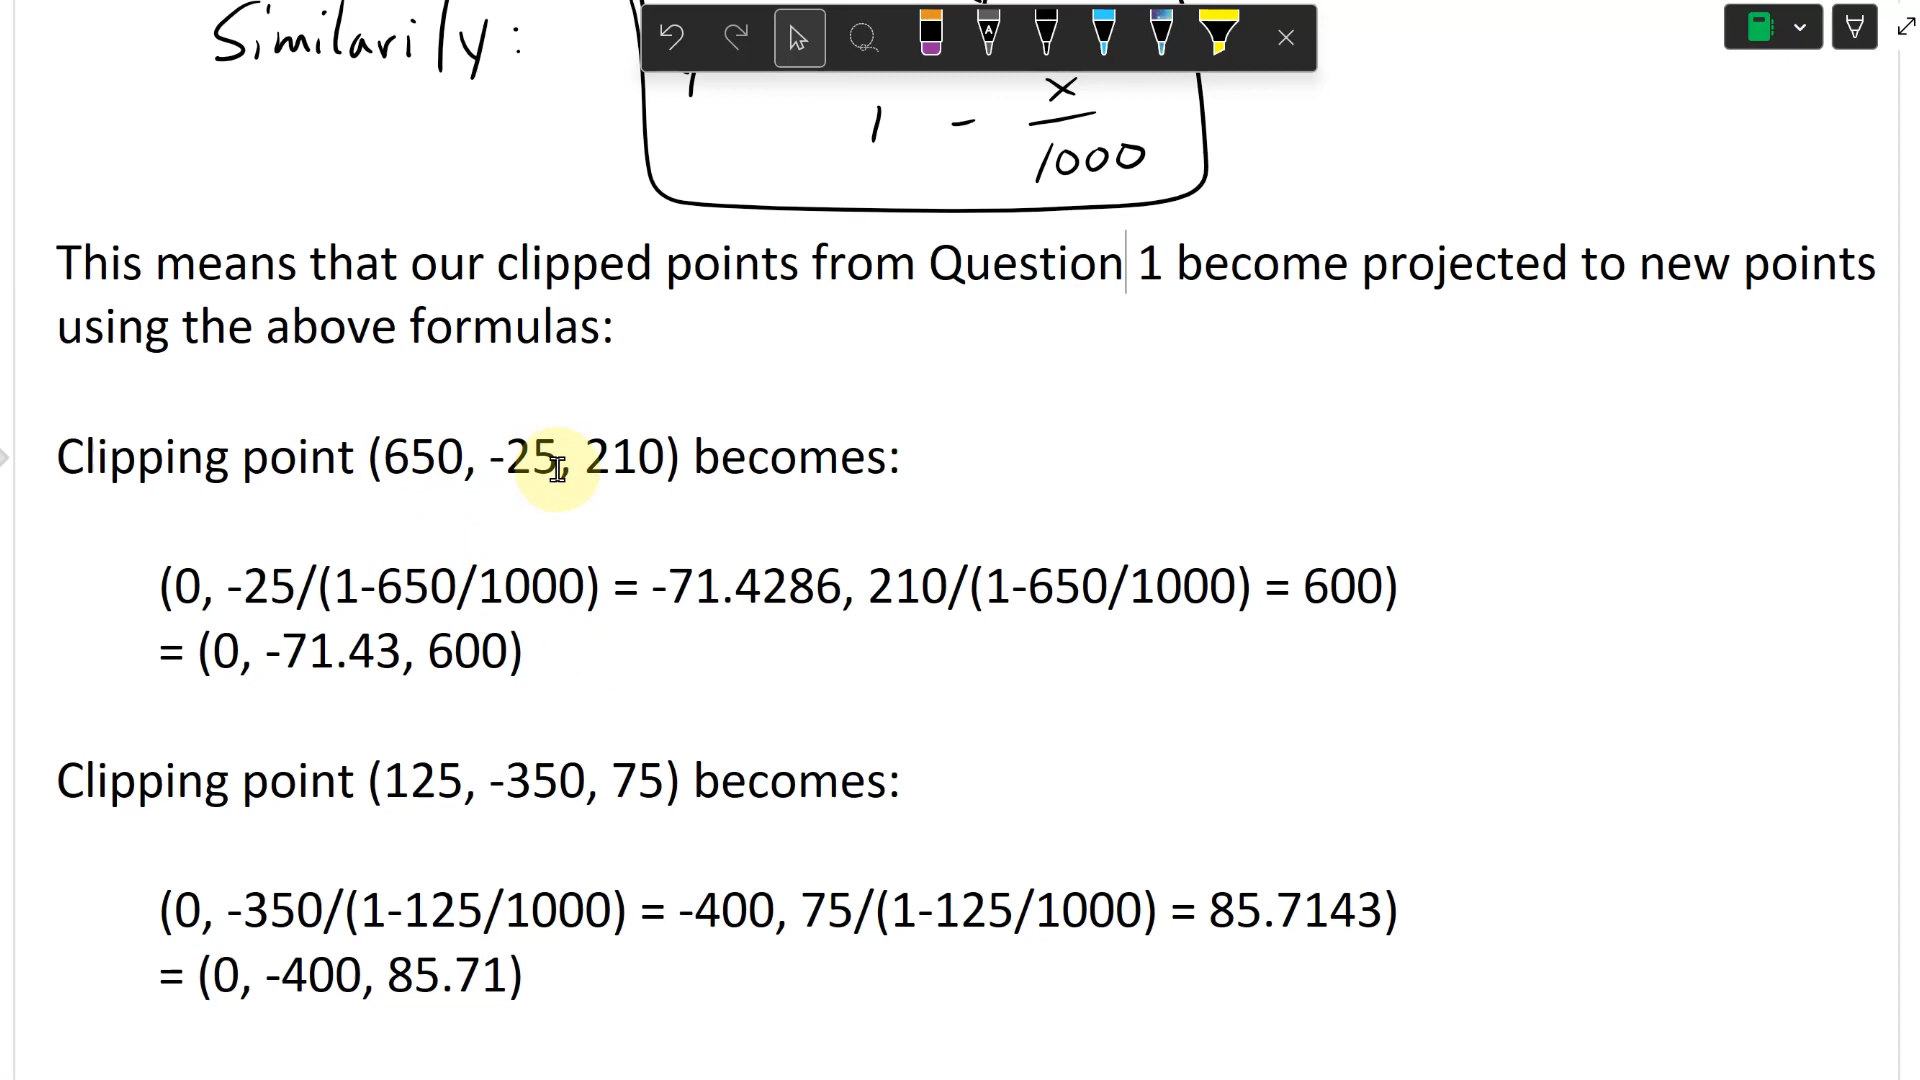 Similarily:
1 - x
1000
This means that our clipped points from Question 1 become projected to new points
using the above formulas:
Clipping point (650, -25, 210) becomes:
(0, -25/(1-650/1000) = -71.4286, 210/(1-650/1000) = 600)
= (0, -71.43, 600)
Clipping point (125, -350, 75) becomes:
(0, -350/(1-125/1000) = -400, 75/(1-125/1000) = 85.7143)
= (0, -400, 85.71)